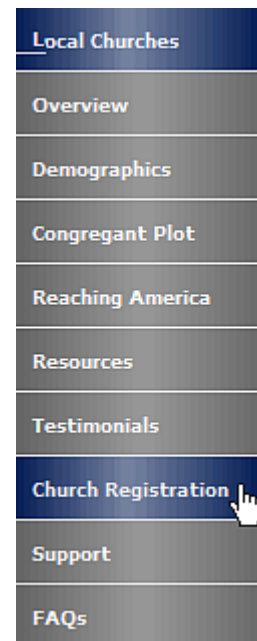 Local Churches
Overview
Demographics
Congregant Plot
Reaching America
Resources
Testimonials
Church Registration
Support
FAQs